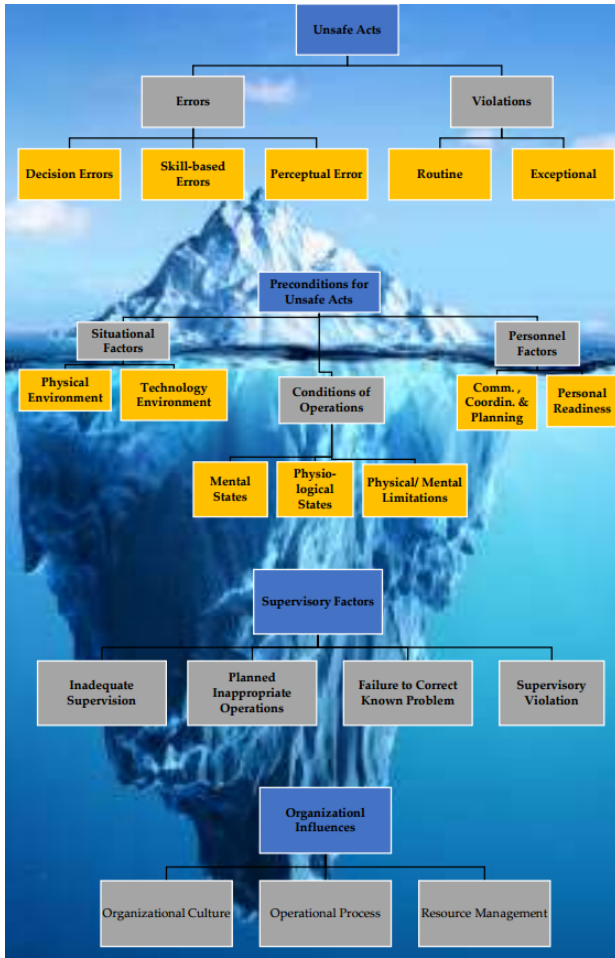 Unsafe Acts
Errors
Violations
Decision Errors
Skill-based
Errors
Perceptual Error
Routine
Exceptional
Preconditions for
Unsafe Acts
Situational
Factors
Personnel
Factors
Physical
Environment
Technology
Environment
Conditions of
Operations
Comm. ,
Coordin. &
Planning
Personal
Readiness
Mental
States
Physio-
logical
States
Physical/ Mental
Limitations
Supervisory Factors
Inadequate
Supervision
Planned
Inappropriate
Operations
Failure to Correct
Known Problem
Supervisory
Violation
Organizationl
Influences
Organizational Culture
Operational Process
Resource Management